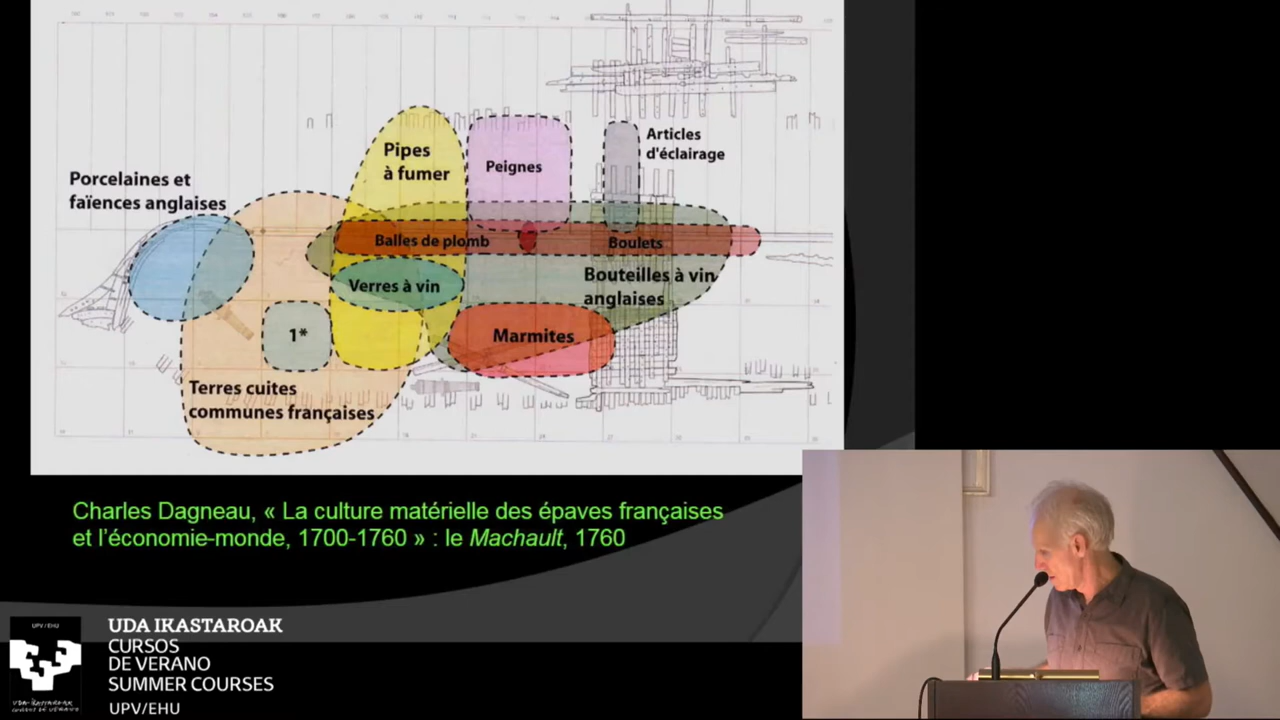 Articles
d'éclairage
Pipes
à fumer
Peignes
Porcelaines et
faïences anglaises
Balles de plomb
Boulets
Bouteilles à vin
anglaises
Verres à vin
1*
Marmites
Terres cuites
communes françaises
Charles Dagneau, « La culture matérielle des épaves françaises
et l'économie-monde, 1700-1760 » : le Machault, 1760
UPV / EHU
UDA IKASTAROAK
CURSOS
DE VERANO
SUMMER COURSES
UPV/EHU